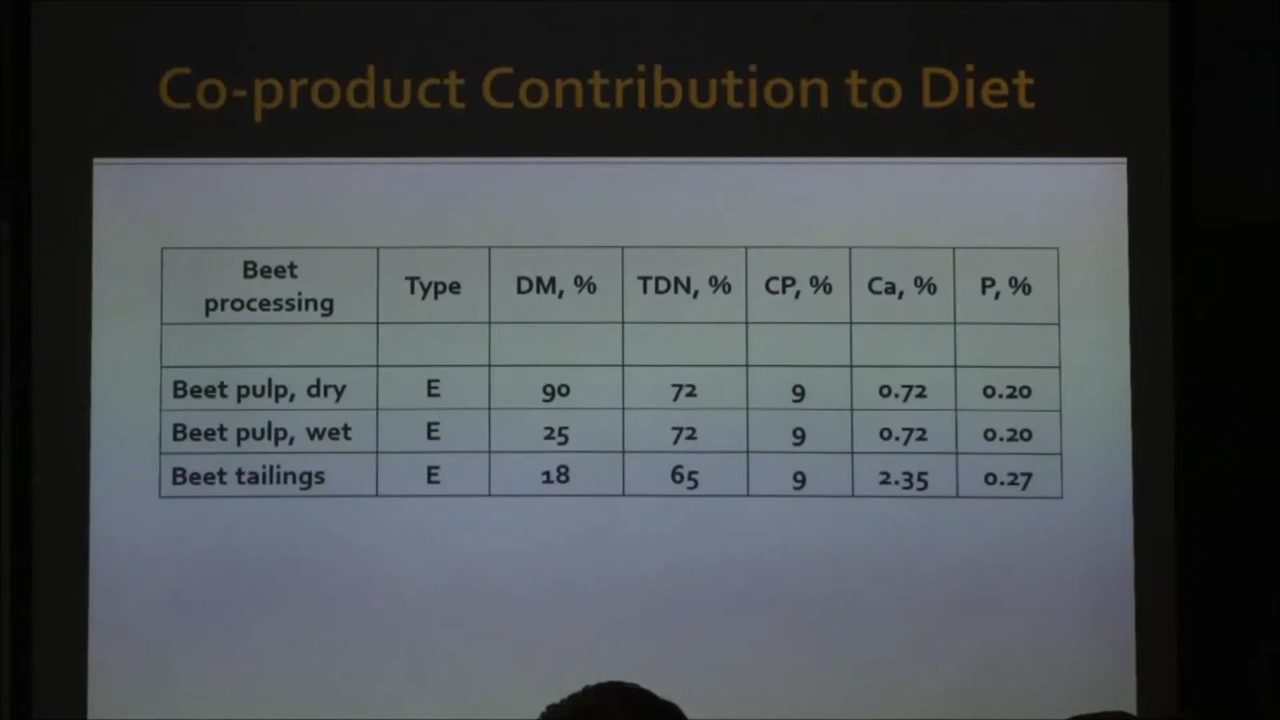 Co-product Contribution to Diet
Beet processing Type DM, % TDN, % CP, % Ca, % P, %
Beet pulp, dry E 90 72 9 0.72 0.20
Beet pulp, wet E 25 72 9 0.72 0.20
Beet tailings E 18 65 9 2.35 0.27